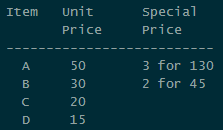 Item Unit Special
Price Price
--------------------------
A 50 3 for 130
B 30 2 for 45
C 20
D 15